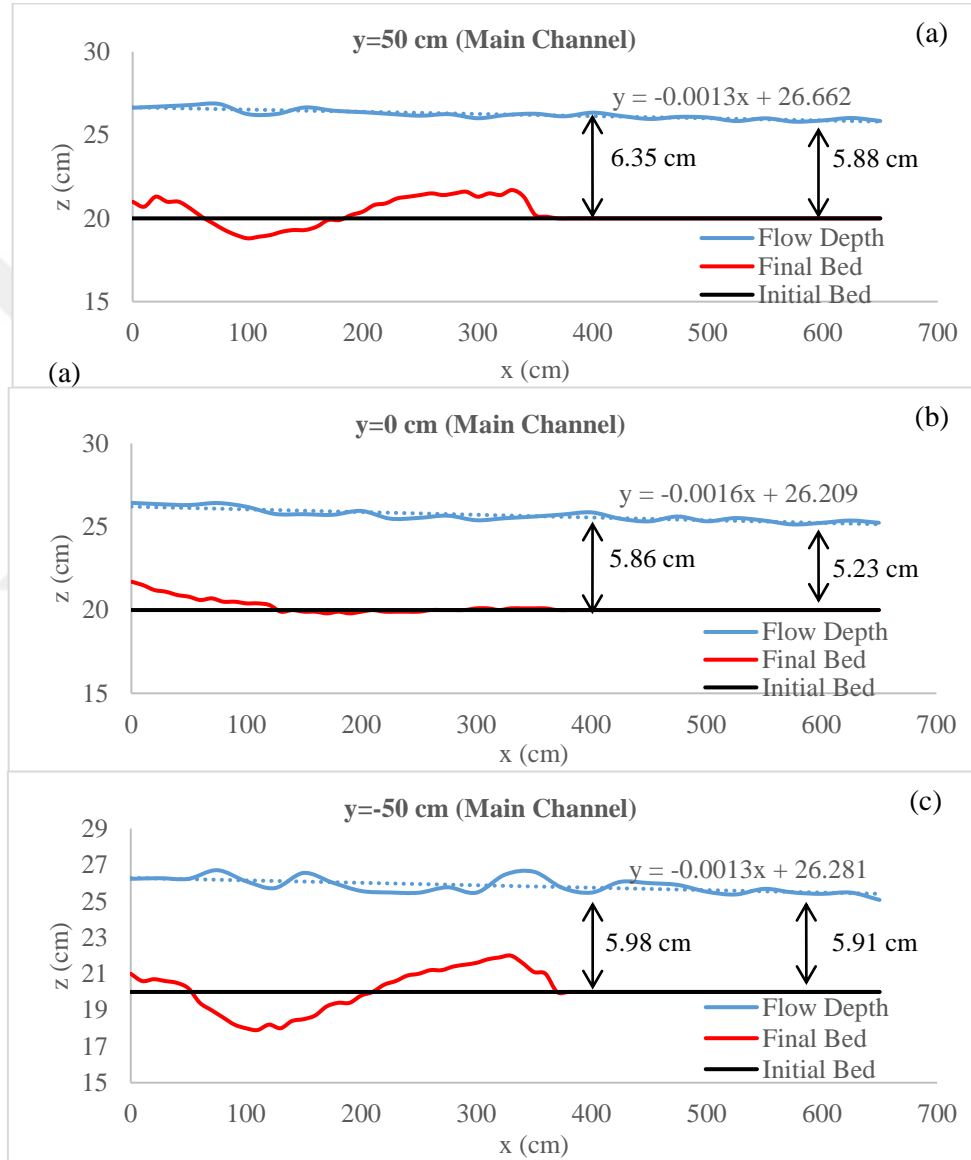 y=50 cm (Main Channel)
(a)
30
y = -0.0013x + 26.662
25
6.35 cm
5.88 cm
z (cm)
20
Flow Depth
Final Bed
Initial Bed
15
0 100 200 300 400 500 600 700
x (cm)
(a)
y=0 cm (Main Channel)
(b)
30
y = -0.0016x + 26.209
25
5.86 cm
5.23 cm
z (cm)
20
Flow Depth
Final Bed
Initial Bed
15
0 100 200 300 400 500 600 700
x (cm)
y=-50 cm (Main Channel)
(c)
29
27
y = -0.0013x + 26.281
25
23
5.98 cm
5.91 cm
z (cm)
21
19
Flow Depth
Final Bed
17
Initial Bed
15
0 100 200 300 400 500 600 700
x (cm)